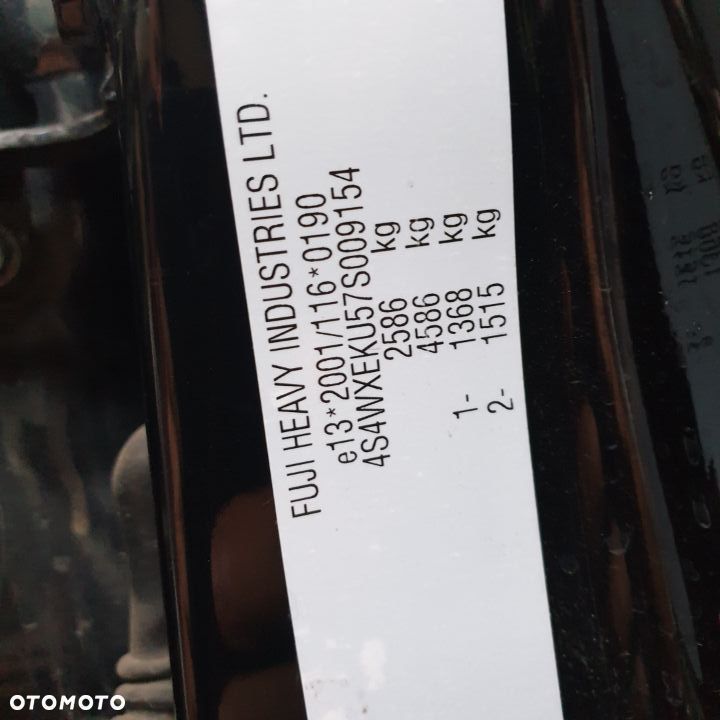 FUJI HEAVY INDUSTRIES LTD.
e13*2001/116*0190
4S4WXEKU57S009154
2586 kg
4586 kg
1- 1368 kg
2- 1515 kg
OTOMOTO